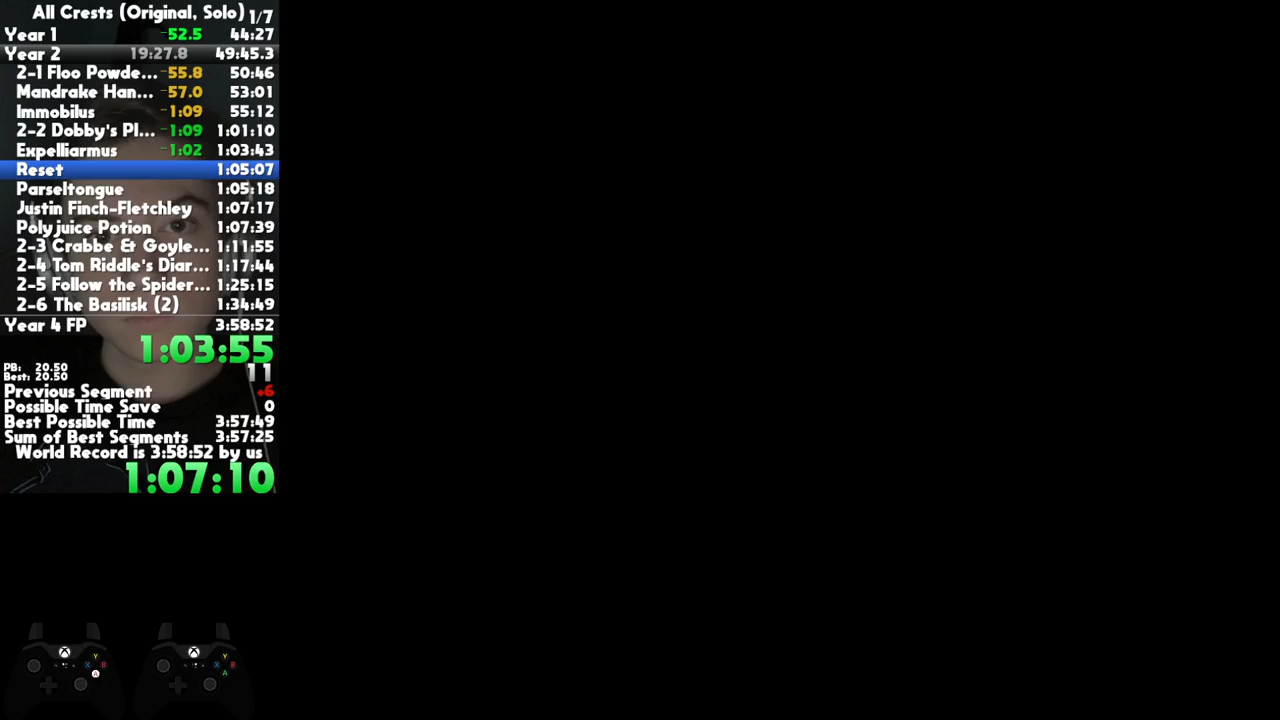 All Crests (Original, Solo) 1/7
Year 1 -52.5 44:27
Year 2 19:27.8 49:45.3
2-1 Floo Powde... -55.8 50:46
Mandrake Han... -57.0 53:01
Immobilus -1:09 55:12
2-2 Dobby's Pl... -1:09 1:01:10
Expelliarmus -1:02 1:03:43
Reset 1:05:07
Parseltongue 1:05:18
Justin Finch-Fletchley 1:07:17
Polyjuice Potion 1:07:39
2-3 Crabbe & Goyle... 1:11:55
2-4 Tom Riddle's Diar... 1:17:44
2-5 Follow the Spider... 1:25:15
2-6 The Basilisk (2) 1:34:49
Year 4 FP 3:58:52
1:03:55
PB: 20.50
Best: 20.50
11
Previous Segment +6
Possible Time Save 0
Best Possible Time 3:57:49
Sum of Best Segments 3:57:25
World Record is 3:58:52 by us
1:07:10
Y Y
X B X B
A A